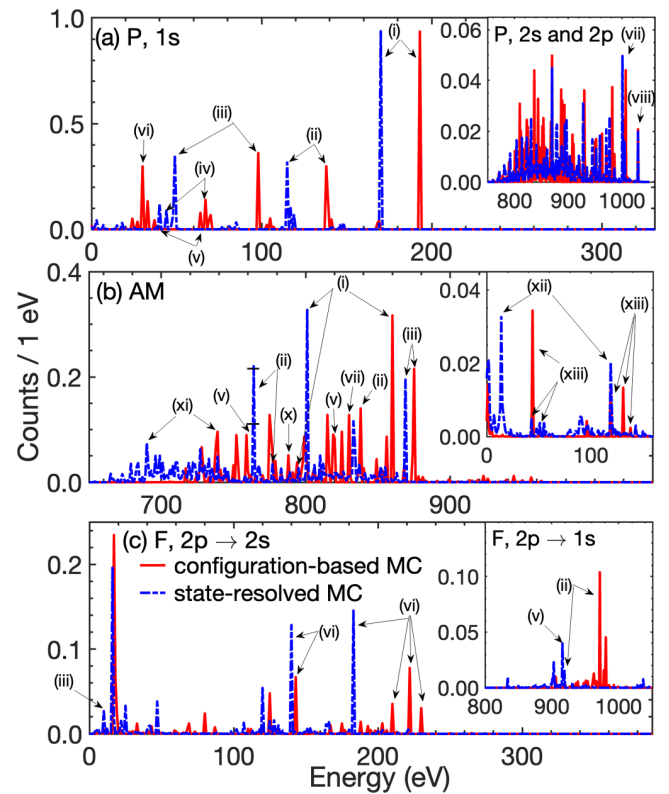 (a) P, 1s
P, 2s and 2p
(i)
(vii)
(viii)
(vi)
(iii)
(ii)
(iv)
(v)
1.0
0.5
0.0
0 100 200 300
0.06
0.04
0.02
0.00
800 900 1000
(b) AM
(i)
(ii)
(iii)
(v)
(vii)
(ii)
(x)
(v)
(xi)
(xii)
(xiii)
(xiii)
0.4
0.3
0.2
0.1
0.0
700 800 900
0.04
0.02
0.00
0 50 100
Counts / 1 eV
(c) F, 2p → 2s
F, 2p → 1s
configuration-based MC
state-resolved MC
(iii)
(vi)
(vi)
(v)
(ii)
0.2
0.1
0.0
0 100 200 300
0.10
0.05
0.00
800 900 1000
Energy (eV)